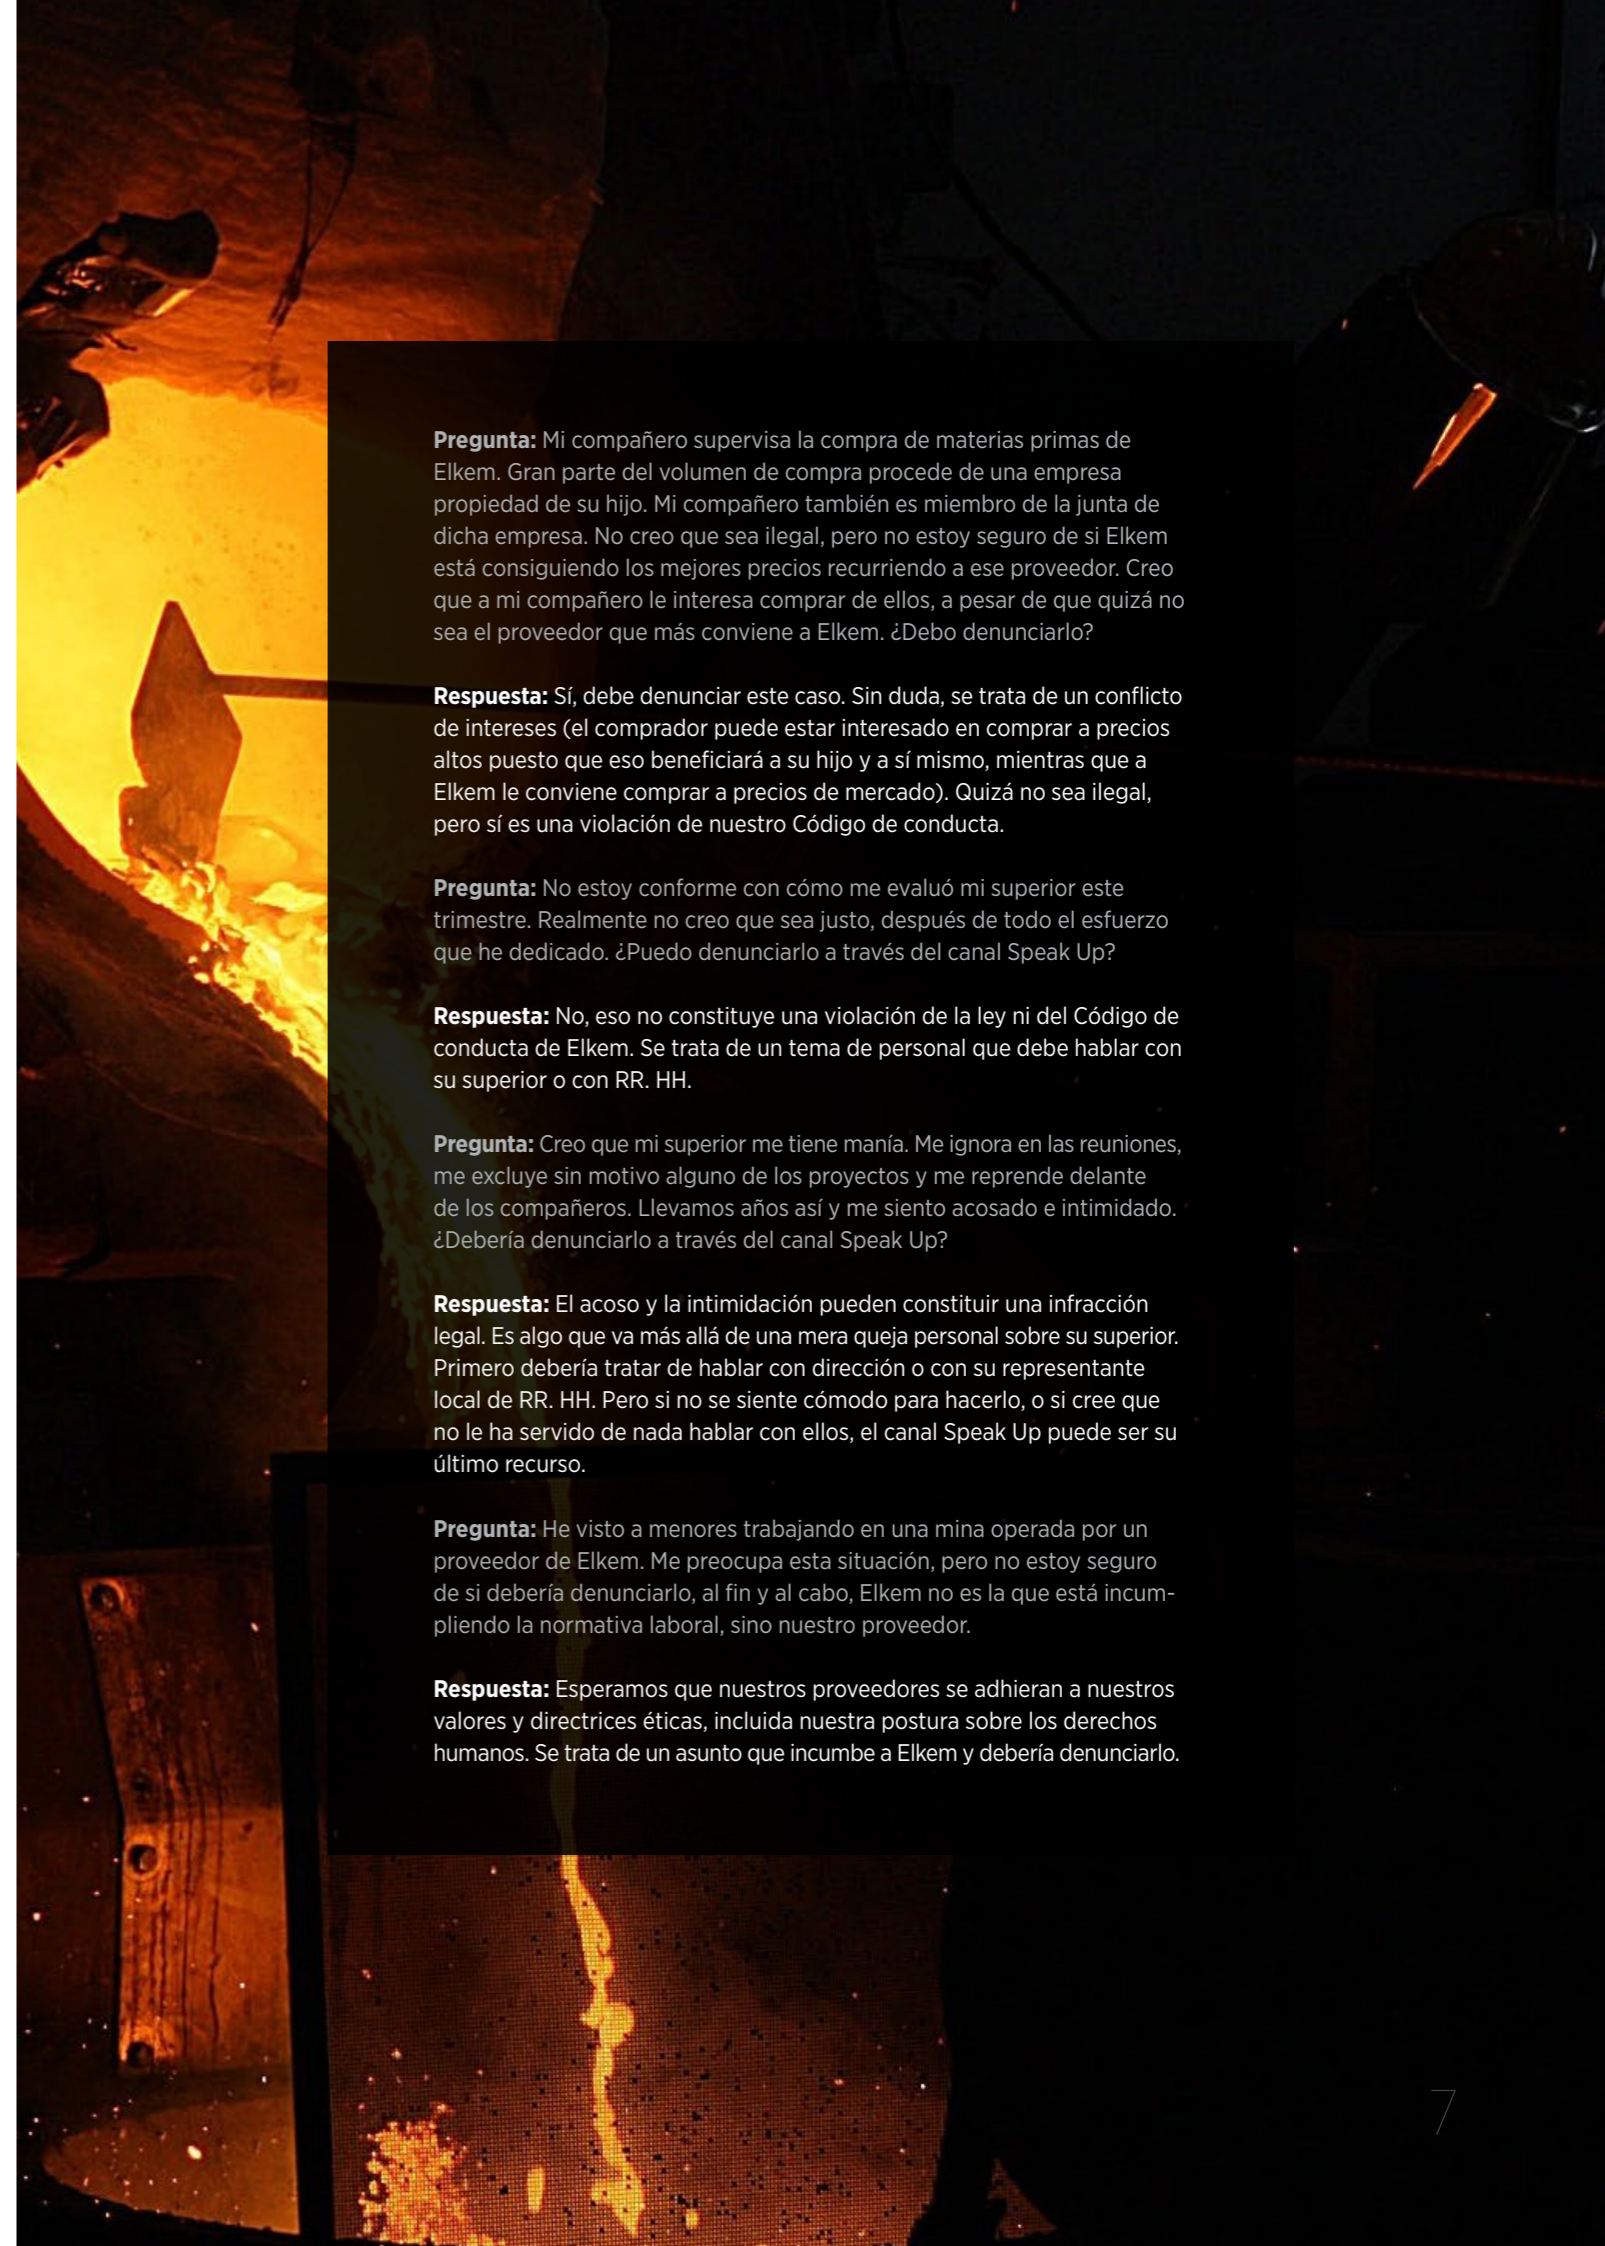 Pregunta: Mi compañero supervisa la compra de materias primas de
Elkem. Gran parte del volumen de compra procede de una empresa
propiedad de su hijo. Mi compañero también es miembro de la junta de
dicha empresa. No creo que sea ilegal, pero no estoy seguro de si Elkem
está consiguiendo los mejores precios recurriendo a ese proveedor. Creo
que a mi compañero le interesa comprar de ellos, a pesar de que quizá no
sea el proveedor que más conviene a Elkem. ¿Debo denunciarlo?
Respuesta: Sí, debe denunciar este caso. Sin duda, se trata de un conflicto
de intereses (el comprador puede estar interesado en comprar a precios
altos puesto que eso beneficiará a su hijo y a sí mismo, mientras que a
Elkem le conviene comprar a precios de mercado). Quizá no sea ilegal,
pero sí es una violación de nuestro Código de conducta.
Pregunta: No estoy conforme con cómo me evaluó mi superior este
trimestre. Realmente no creo que sea justo, después de todo el esfuerzo
que he dedicado. ¿Puedo denunciarlo a través del canal Speak Up?
Respuesta: No, eso no constituye una violación de la ley ni del Código de
conducta de Elkem. Se trata de un tema de personal que debe hablar con
su superior o con RR. HH.
Pregunta: Creo que mi superior me tiene manía. Me ignora en las reuniones,
me excluye sin motivo alguno de los proyectos y me reprende delante
de los compañeros. Llevamos años así y me siento acosado e intimidado.
¿Debería denunciarlo a través del canal Speak Up?
Respuesta: El acoso y la intimidación pueden constituir una infracción
legal. Es algo que va más allá de una mera queja personal sobre su superior.
Primero debería tratar de hablar con dirección o con su representante
local de RR. HH. Pero si no se siente cómodo para hacerlo, o si cree que
no le ha servido de nada hablar con ellos, el canal Speak Up puede ser su
último recurso.
Pregunta: He visto a menores trabajando en una mina operada por un
proveedor de Elkem. Me preocupa esta situación, pero no estoy seguro
de si debería denunciarlo, al fin y al cabo, Elkem no es la que está incum-
pliendo la normativa laboral, sino nuestro proveedor.
Respuesta: Esperamos que nuestros proveedores se adhieran a nuestros
valores y directrices éticas, incluida nuestra postura sobre los derechos
humanos. Se trata de un asunto que incumbe a Elkem y debería denunciarlo.
7